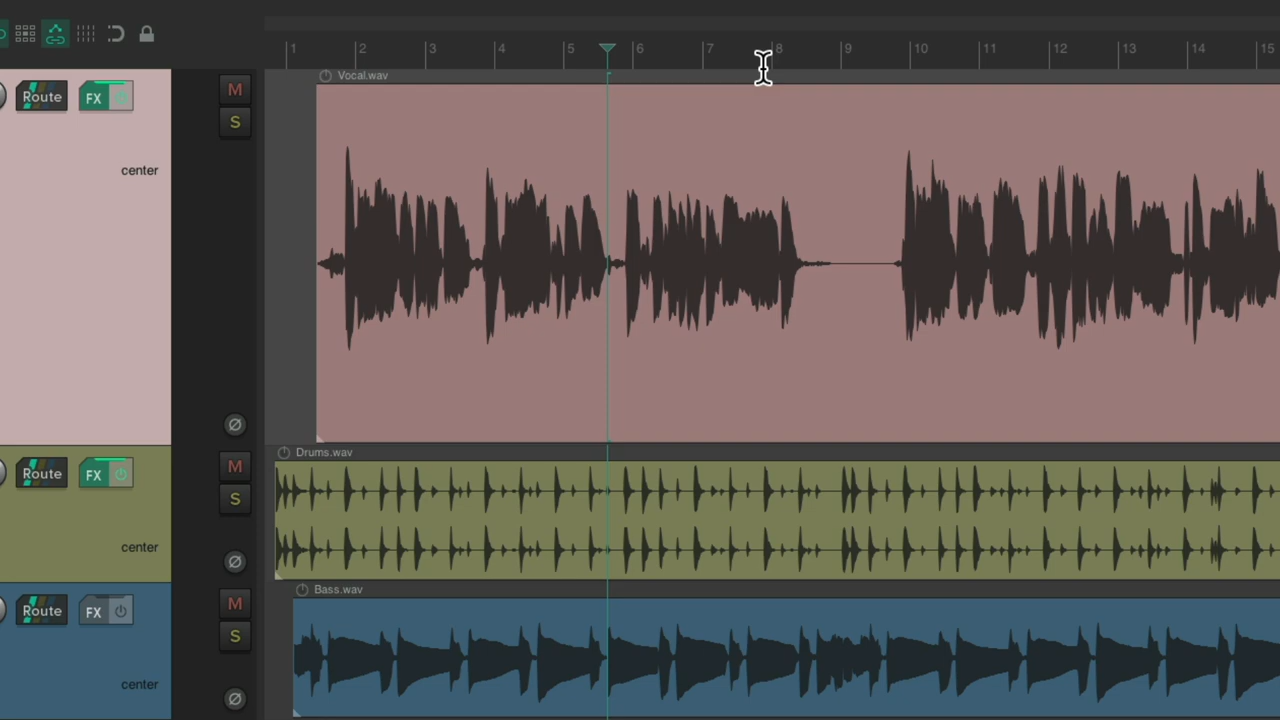 1 2 3 4 5 6 7 8 9 10 11 12 13 14 15
Vocal.wav
Route FX M
S
center
Ø
Drums.wav
Route FX M
S
center
Ø
Bass.wav
Route FX M
S
center
Ø